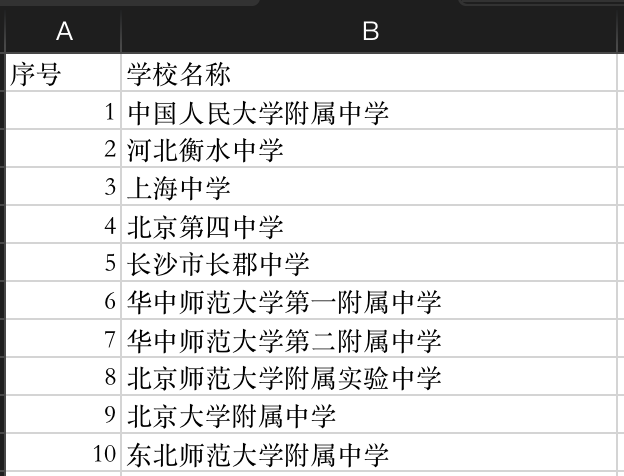 A B
序号 学校名称
1 中国人民大学附属中学
2 河北衡水中学
3 上海中学
4 北京第四中学
5 长沙市长郡中学
6 华中师范大学第一附属中学
7 华中师范大学第二附属中学
8 北京师范大学附属实验中学
9 北京大学附属中学
10 东北师范大学附属中学